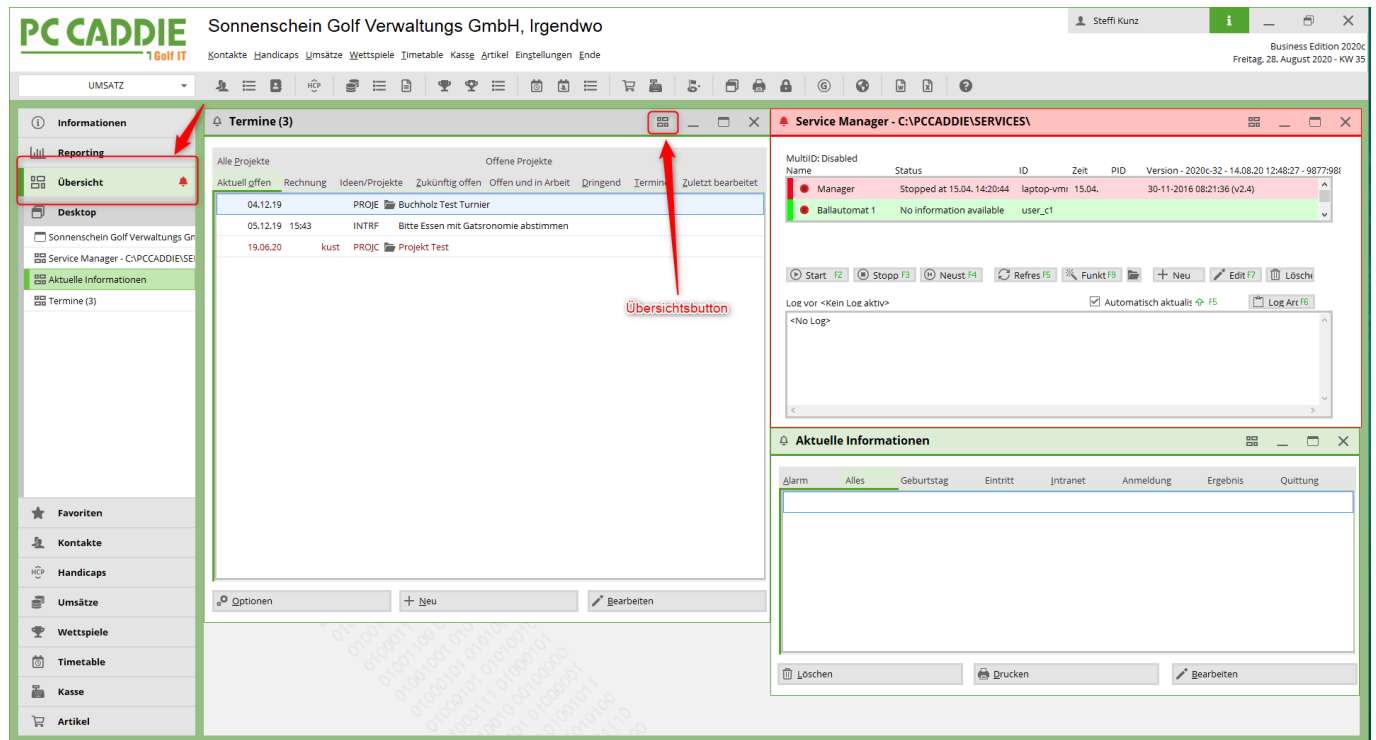 PC CADDIE
Golf IT
Sonnenschein Golf Verwaltungs GmbH, Irgendwo
Steffi Kunz
i
Kontakte Handicaps Umsätze Wettspiele Timetable Kasse Artikel Einstellungen Ende
Business Edition 2020c
Freitag, 28. August 2020 - KW 35
UMSATZ
HCP
Informationen
Reporting
Übersicht
Desktop
Sonnenschein Golf Verwaltungs Gm
Service Manager - C:\PCCADDIE\SE
Aktuelle Informationen
Termine (3)
Favoriten
Kontakte
HCP Handicaps
Umsätze
Wettspiele
Timetable
Kasse
Artikel
Termine (3)
Alle Projekte Offene Projekte
Aktuell offen Rechnung Ideen/Projekte Zukünftig offen Offen und in Arbeit Dringend Termine Zuletzt bearbeitet
04.12.19 PROJE Buchholz Test Turnier
05.12.19 15:43 INTRF Bitte Essen mit Gatsronomie abstimmen
19.06.20 kust PROJC Projekt Test
Übersichtsbutton
Optionen Neu Bearbeiten
Service Manager - C:\PCCADDIE\SERVICES\
MultiID: Disabled
Name Status ID Zeit PID Version - 2020c-32 - 14.08.20 12:48:27 - 9877:988
Manager Stopped at 15.04. 14:20:44 laptop-vmi 15.04. 30-11-2016 08:21:36 (v2.4)
Ballautomat 1 No information available user_c1
Start F2 Stopp F3 Neust F4 Refres F5 Funkt F9 Neu Edit F7 Lösche
Log vor <Kein Log aktiv> Automatisch aktualis F5 Log Arc F6
<No Log>
Aktuelle Informationen
Alarm Alles Geburtstag Eintritt Intranet Anmeldung Ergebnis Quittung
Löschen Drucken Bearbeiten